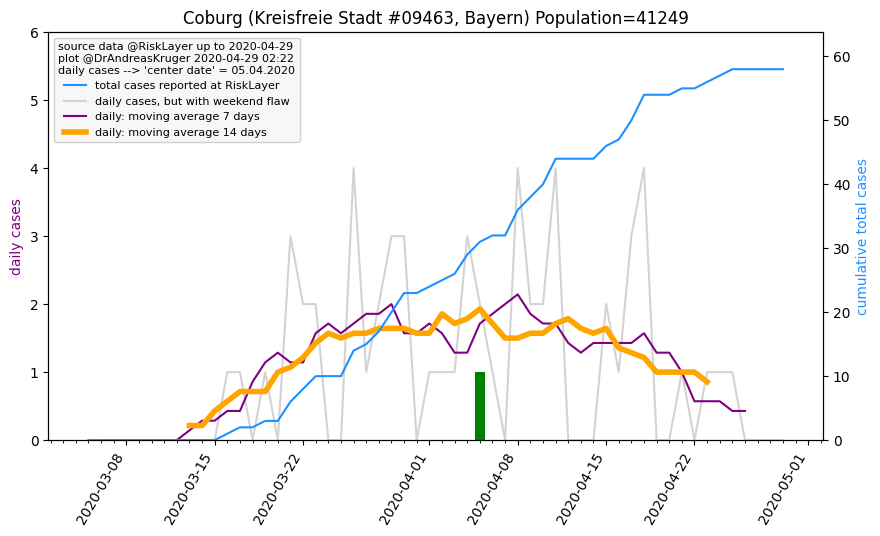 Coburg (Kreisfreie Stadt #09463, Bayern) Population=41249
source data @RiskLayer up to 2020-04-29
plot @DrAndreasKruger 2020-04-29 02:22
daily cases --> 'center date' = 05.04.2020
total cases reported at RiskLayer
daily cases, but with weekend flaw
daily: moving average 7 days
daily: moving average 14 days
daily cases
6
5
4
3
2
1
0
cumulative total cases
60
50
40
30
20
10
0
2020-03-08
2020-03-15
2020-03-22
2020-04-01
2020-04-08
2020-04-15
2020-04-22
2020-05-01